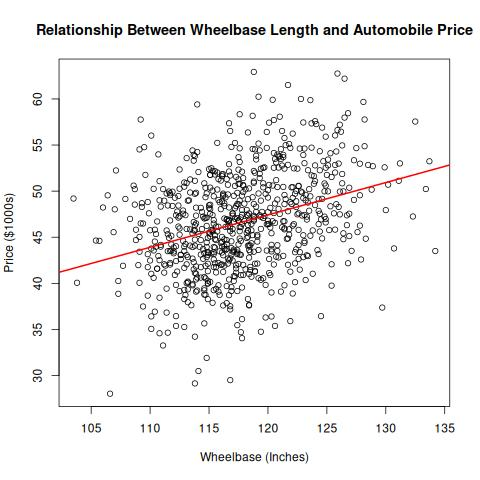 Relationship Between Wheelbase Length and Automobile Price
Price ($1000s)
60
55
50
45
40
35
30
105 110 115 120 125 130 135
Wheelbase (Inches)